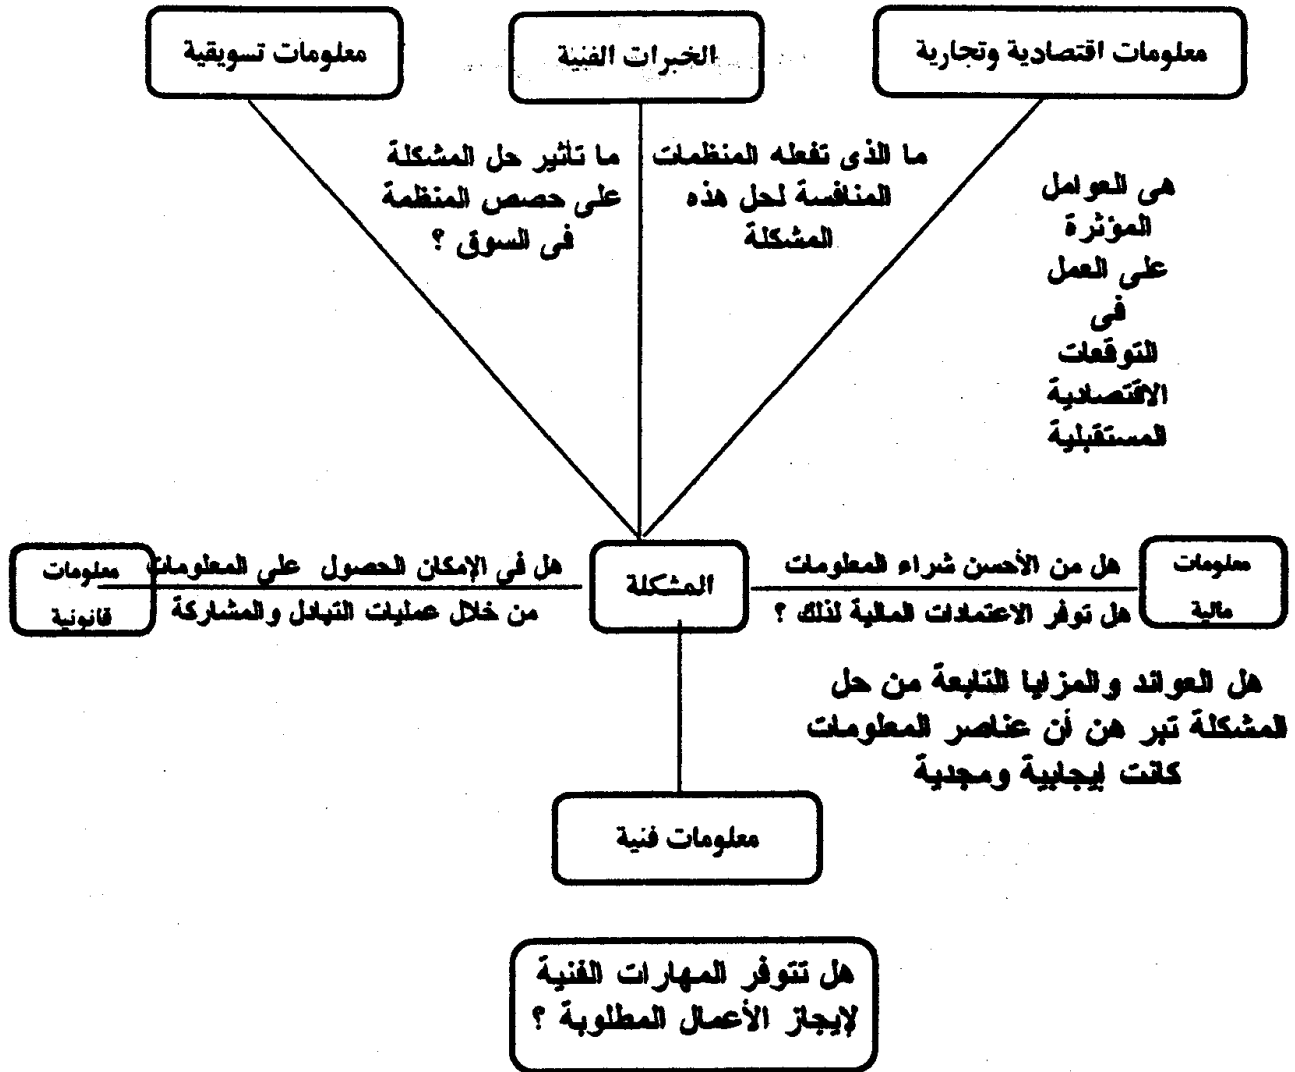 معلومات اقتصادية وتجارية
الخبرات الفنية
معلومات تسويقية
هى العوامل
المؤثرة
على العمل
فى
التوقعات
الاقتصادية
المستقبلية
ما الذى تفعله المنظمات
المنافسة لحل هذه
المشكلة
ما تأثير حل المشكلة
على حصص المنظمة
فى السوق ؟
معلومات
مالية
هل من الأحسن شراء المعلومات
هل توفر الاعتمادات المالية لذلك ؟
المشكلة
هل في الإمكان الحصول على المعلومات
من خلال عمليات التبادل والمشاركة
معلومات
قانونية
هل العوائد والمزايا التابعة من حل
المشكلة تبر هن أن عناصر المعلومات
كانت إيجابية ومجدية
معلومات فنية
هل تتوفر المهارات الفنية
لإيجاز الأعمال المطلوبة ؟